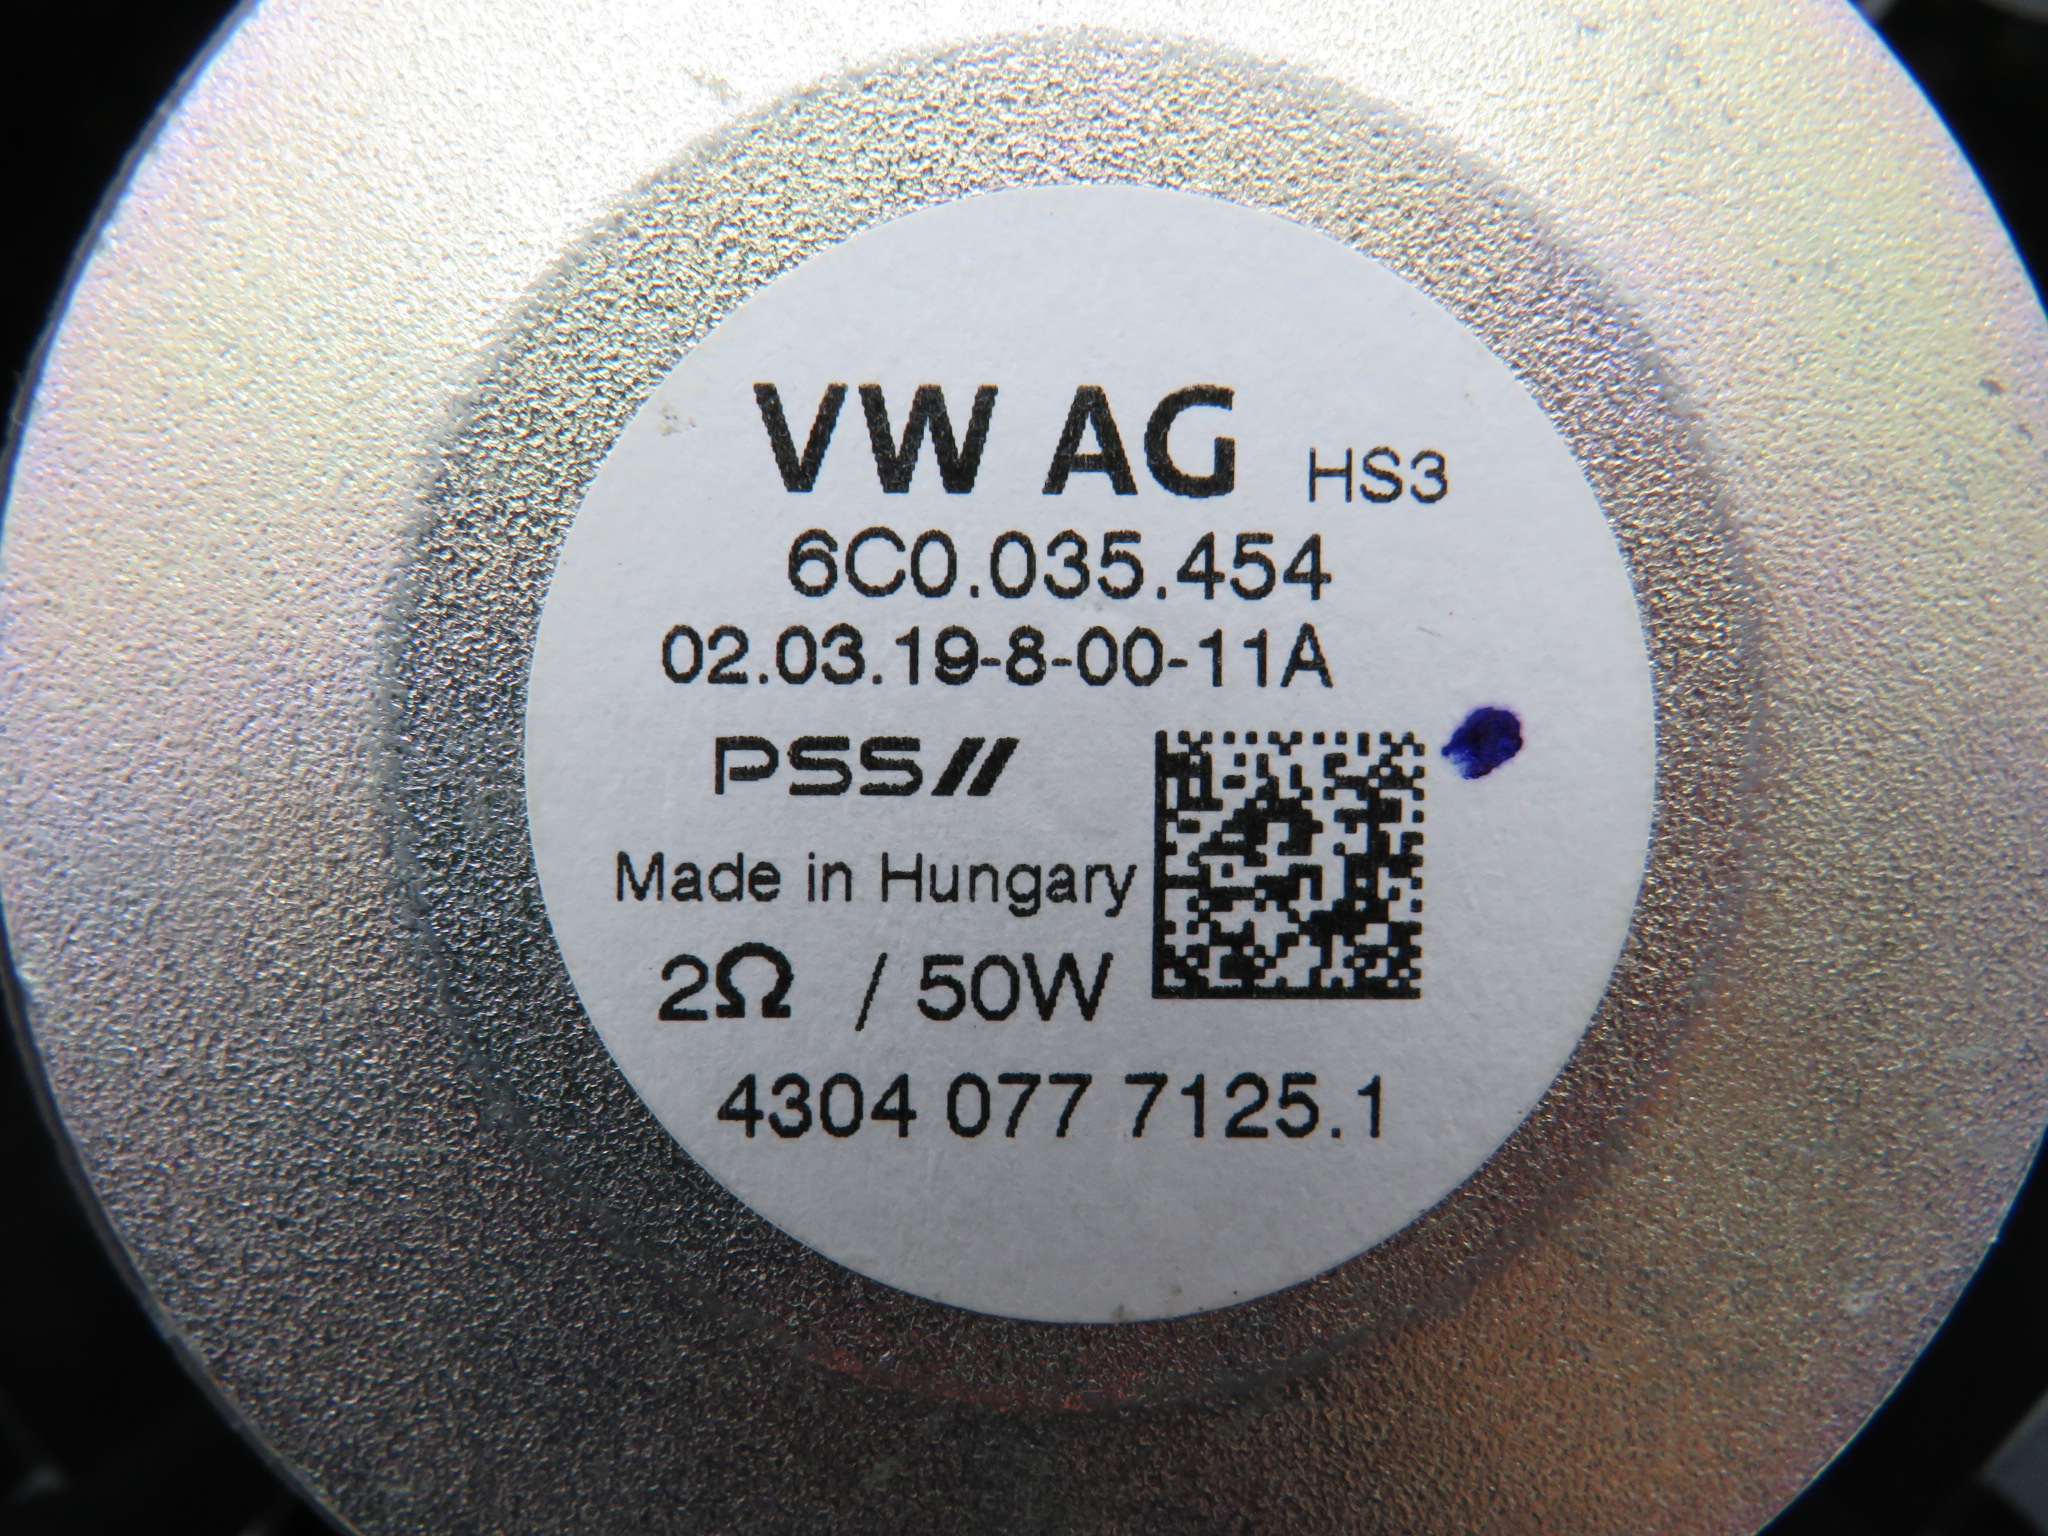 VW AG HS3
6C0.035.454
02.03.19-8-00-11A
PSS//
Made in Hungary
2Ω / 50W
4304 077 7125.1